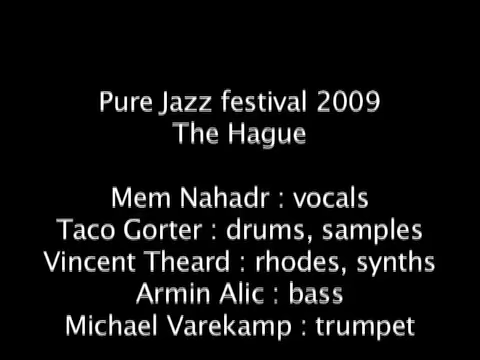 Pure Jazz festival 2009
The Hague
Mem Nahadr : vocals
Taco Gorter : drums, samples
Vincent Theard : rhodes, synths
Armin Alic : bass
Michael Varekamp : trumpet